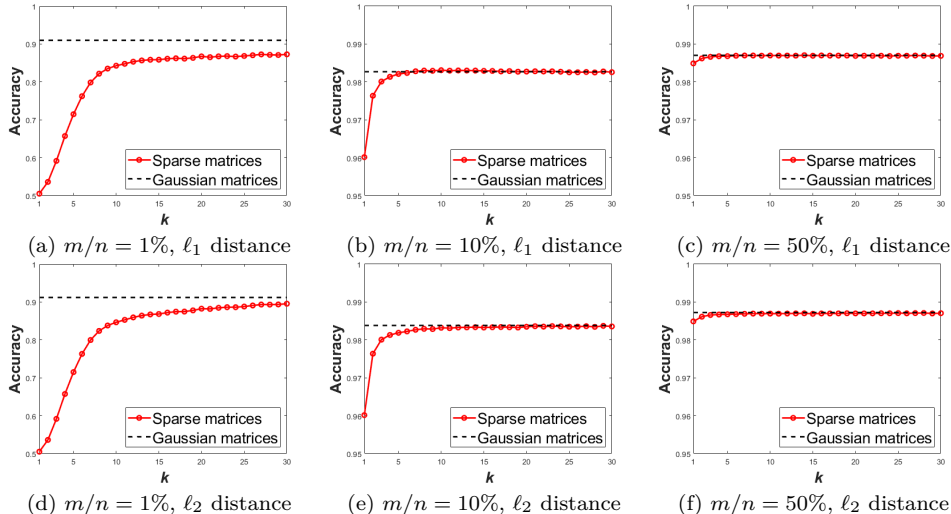 1
0.9
0.8
0.7
0.6
0.5
1 5 10 15 20 25 30
Accuracy
k
Sparse matrices
Gaussian matrices
(a) m/n = 1%, ℓ₁ distance
1
0.99
0.98
0.97
0.96
0.95
1 5 10 15 20 25 30
Accuracy
k
Sparse matrices
Gaussian matrices
(b) m/n = 10%, ℓ₁ distance
1
0.99
0.98
0.97
0.96
0.95
1 5 10 15 20 25 30
Accuracy
k
Sparse matrices
Gaussian matrices
(c) m/n = 50%, ℓ₁ distance
1
0.9
0.8
0.7
0.6
0.5
1 5 10 15 20 25 30
Accuracy
k
Sparse matrices
Gaussian matrices
(d) m/n = 1%, ℓ₂ distance
1
0.99
0.98
0.97
0.96
0.95
1 5 10 15 20 25 30
Accuracy
k
Sparse matrices
Gaussian matrices
(e) m/n = 10%, ℓ₂ distance
1
0.99
0.98
0.97
0.96
0.95
1 5 10 15 20 25 30
Accuracy
k
Sparse matrices
Gaussian matrices
(f) m/n = 50%, ℓ₂ distance